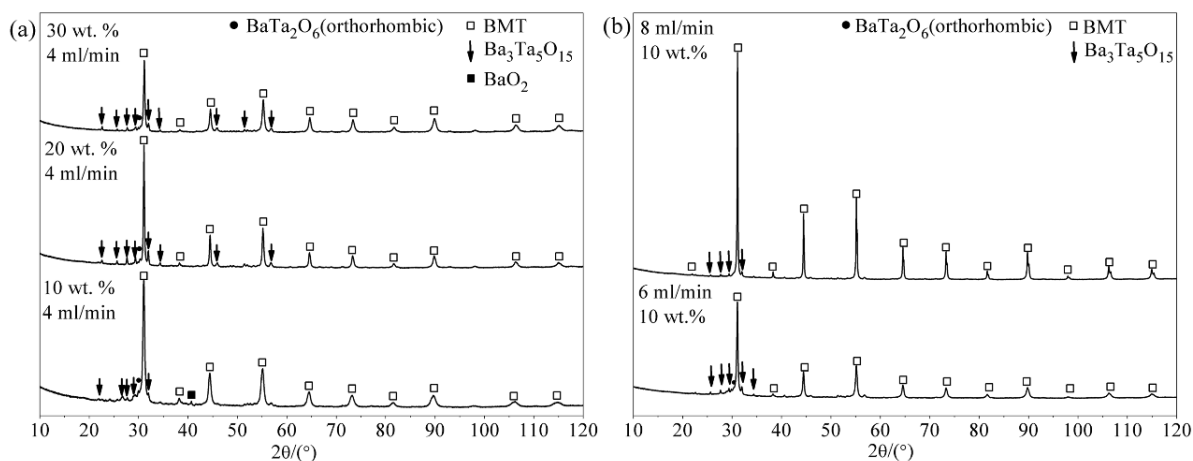 (a)
30 wt. %
4 ml/min
BaTa₂O₆(orthorhombic)
BMT
Ba₃Ta₅O₁₅
BaO₂
20 wt. %
4 ml/min
10 wt. %
4 ml/min
10 20 30 40 50 60 70 80 90 100 110 120
2θ/(°)
(b)
8 ml/min
10 wt.%
BaTa₂O₆(orthorhombic)
BMT
Ba₃Ta₅O₁₅
6 ml/min
10 wt.%
10 20 30 40 50 60 70 80 90 100 110 120
2θ/(°)